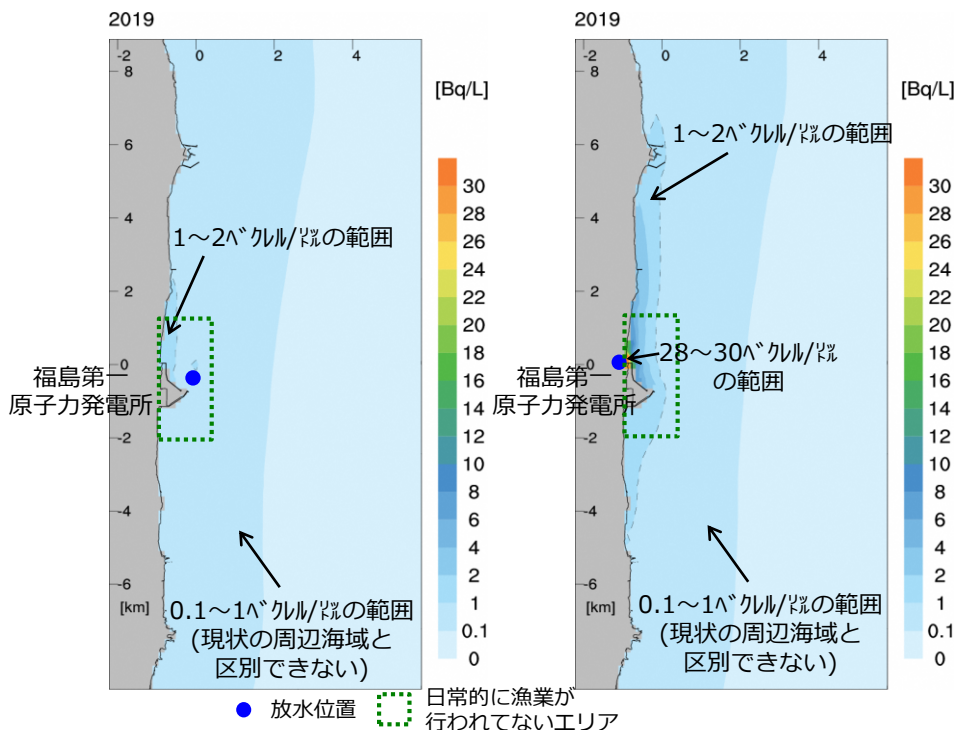 2019
-2
0
2
4
8
6
4
2
0
-2
-4
-6
[km]
[Bq/L]
30
28
26
24
22
20
18
16
14
12
10
8
6
4
2
1
0.1
0
1～2ﾍﾞｸﾚﾙ/㍑の範囲
福島第一
原子力発電所
0.1～1ﾍﾞｸﾚﾙ/㍑の範囲
(現状の周辺海域と
区別できない)
2019
-2
0
2
4
8
6
4
2
0
-2
-4
-6
[km]
[Bq/L]
30
28
26
24
22
20
18
16
14
12
10
8
6
4
2
1
0.1
0
1～2ﾍﾞｸﾚﾙ/㍑の範囲
28～30ﾍﾞｸﾚﾙ/㍑
の範囲
福島第一
原子力発電所
0.1～1ﾍﾞｸﾚﾙ/㍑の範囲
(現状の周辺海域と
区別できない)
放水位置
日常的に漁業が
行われてないエリア